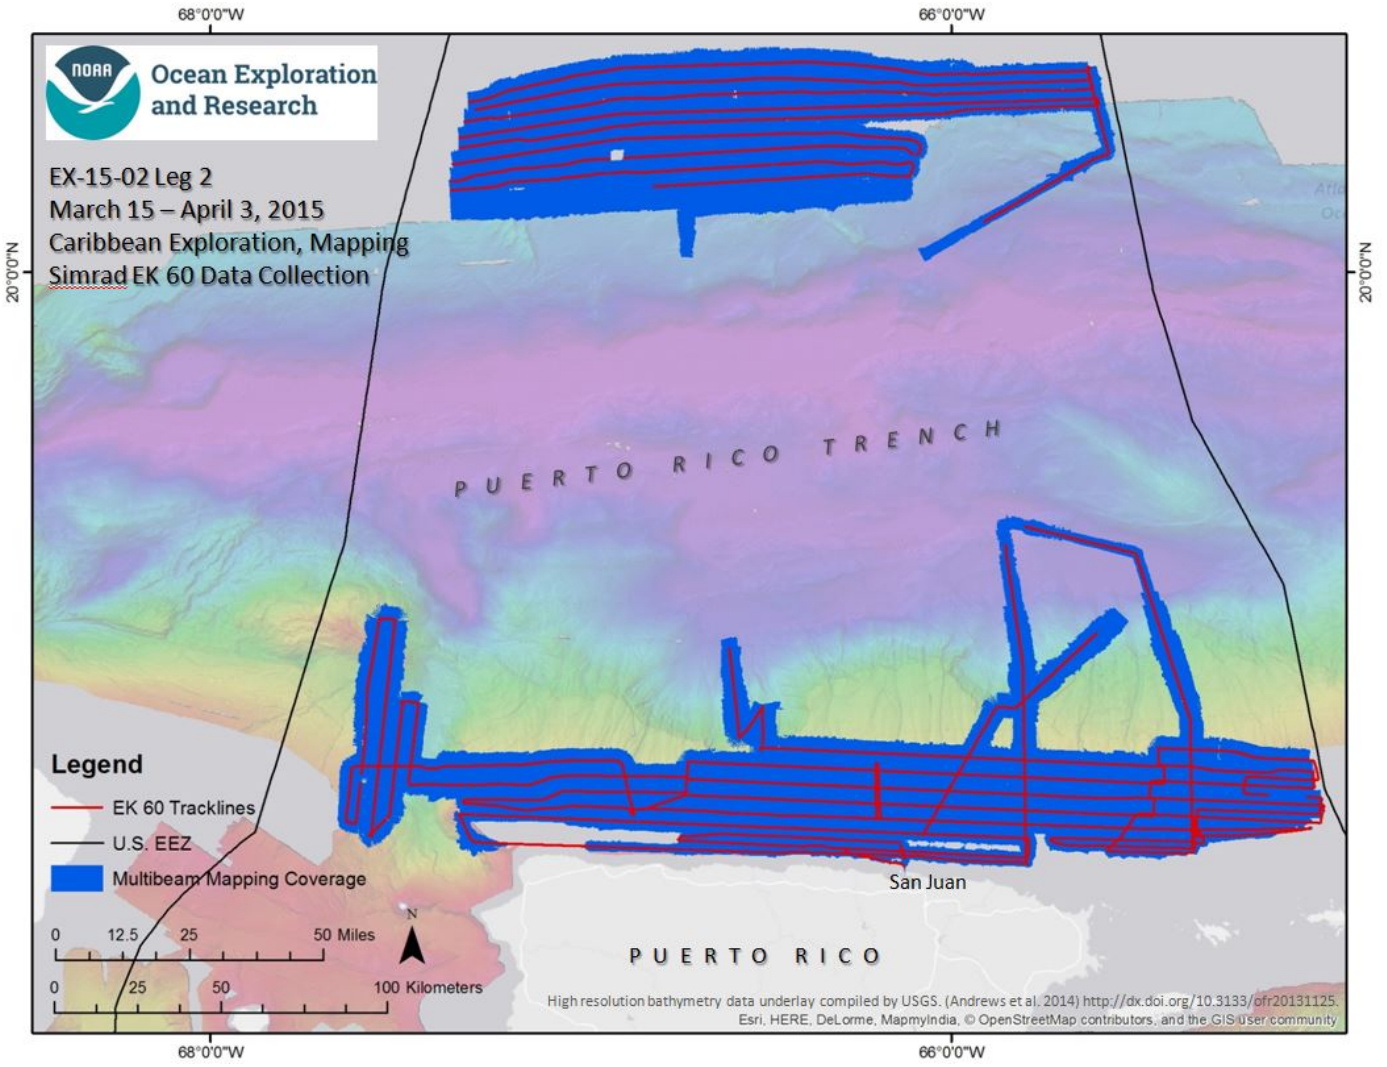 68°0'0"W 66°0'0"W
NOAA
Ocean Exploration
and Research
EX-15-02 Leg 2
March 15 – April 3, 2015
Caribbean Exploration, Mapping
Simrad EK 60 Data Collection
20°0'0"N 20°0'0"N
PUERTO RICO TRENCH
Legend
EK 60 Tracklines
U.S. EEZ
Multibeam Mapping Coverage
San Juan
N
0 12.5 25 50 Miles
PUERTO RICO
0 25 50 100 Kilometers
High resolution bathymetry data underlay compiled by USGS. (Andrews et al. 2014) http://dx.doi.org/10.3133/ofr20131125.
Esri, HERE, DeLorme, MapmyIndia, © OpenStreetMap contributors, and the GIS user community
68°0'0"W 66°0'0"W